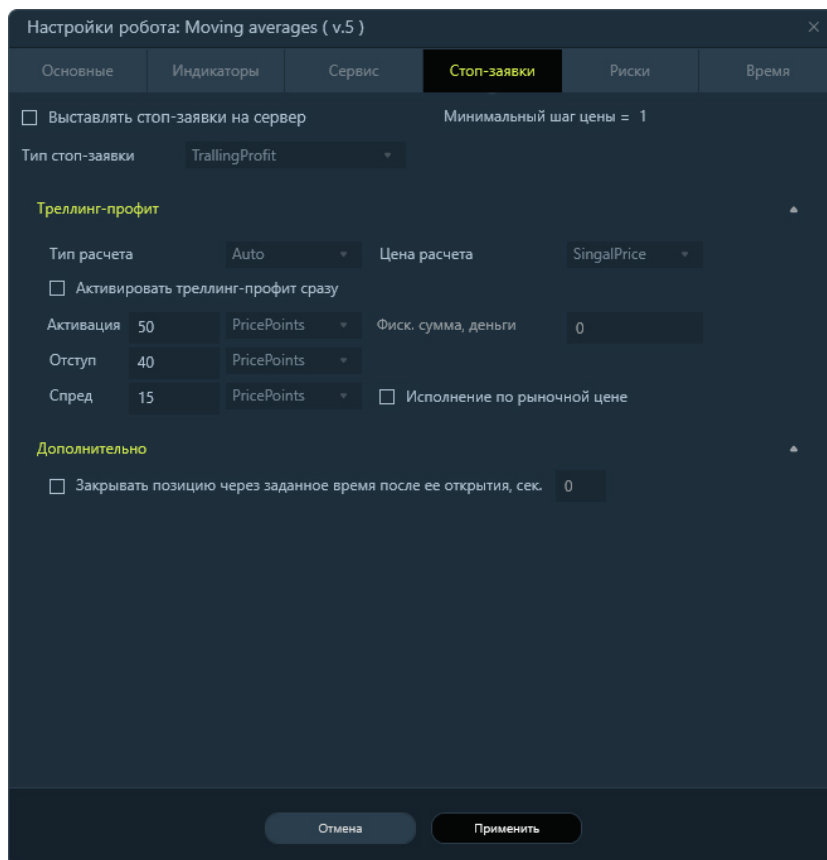 Настройки робота: Moving averages ( v.5 )
Основные Индикаторы Сервис Стоп-заявки Риски Время
Выставлять стоп-заявки на сервер Минимальный шаг цены = 1
Тип стоп-заявки TrallingProfit
Треллинг-профит
Тип расчета Auto Цена расчета SingalPrice
Активировать треллинг-профит сразу
Активация 50 PricePoints Фиск. сумма, деньги 0
Отступ 40 PricePoints
Спред 15 PricePoints Исполнение по рыночной цене
Дополнительно
Закрывать позицию через заданное время после ее открытия, сек. 0
Отмена Применить